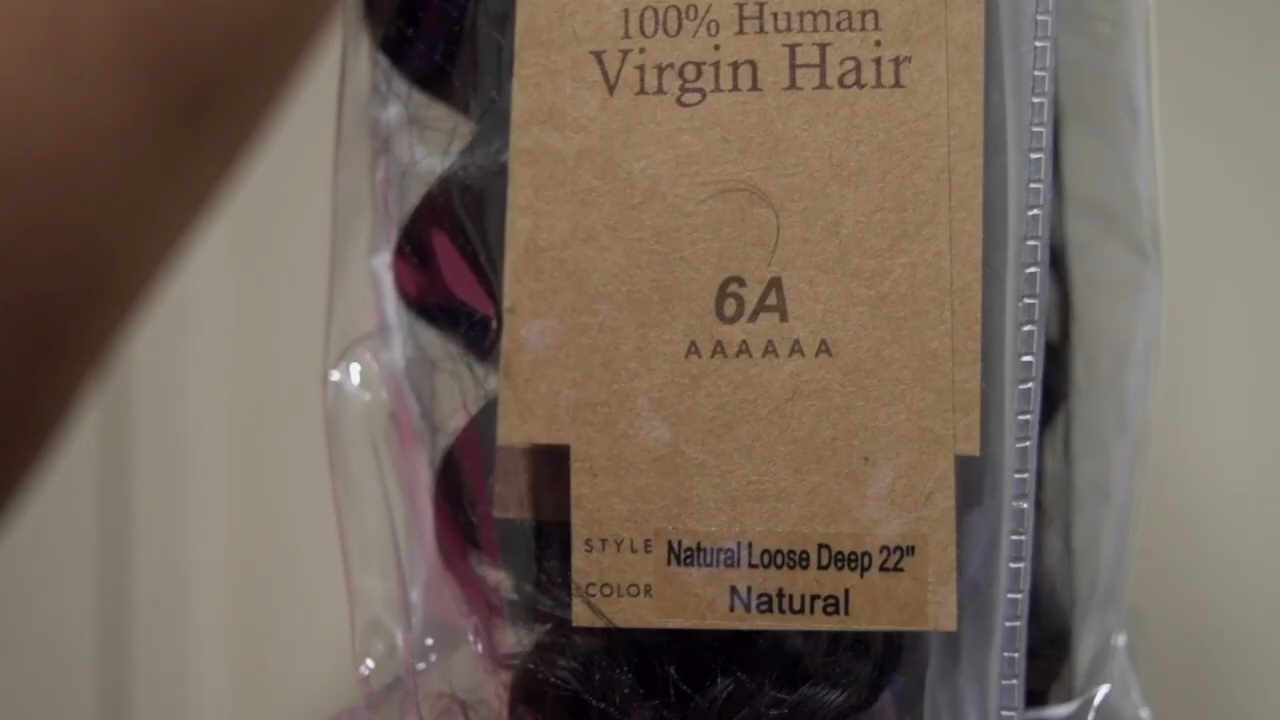 100% Human
Virgin Hair
6A
AAAAAA
STYLE Natural Loose Deep 22"
COLOR Natural